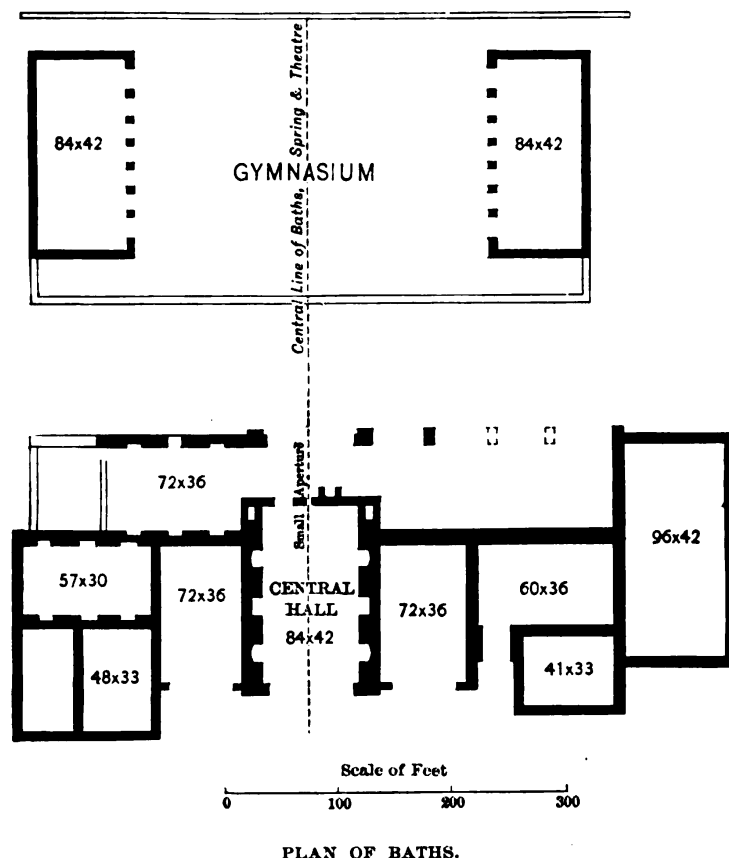 84x42
84x42
GYMNASIUM
Central Line of Baths, Spring & Theatre
Small Aperture
72x36
57x30
72x36
CENTRAL
HALL
84x42
72x36
60x36
96x42
48x33
41x33
Scale of Feet
0 100 200 300
PLAN OF BATHS.